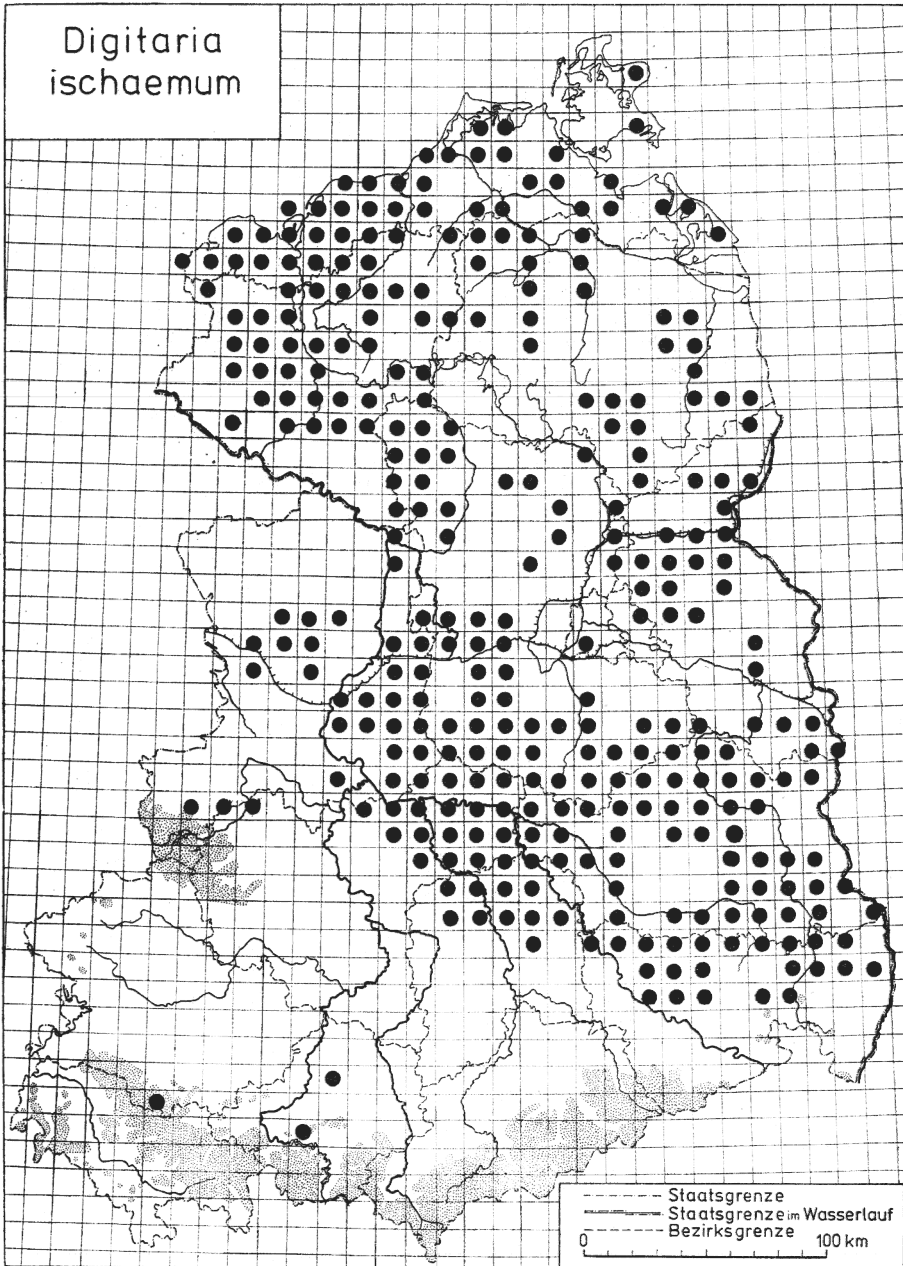 Digitaria
ischaemum
Staatsgrenze
Staatsgrenze im Wasserlauf
Bezirksgrenze
0 100 km